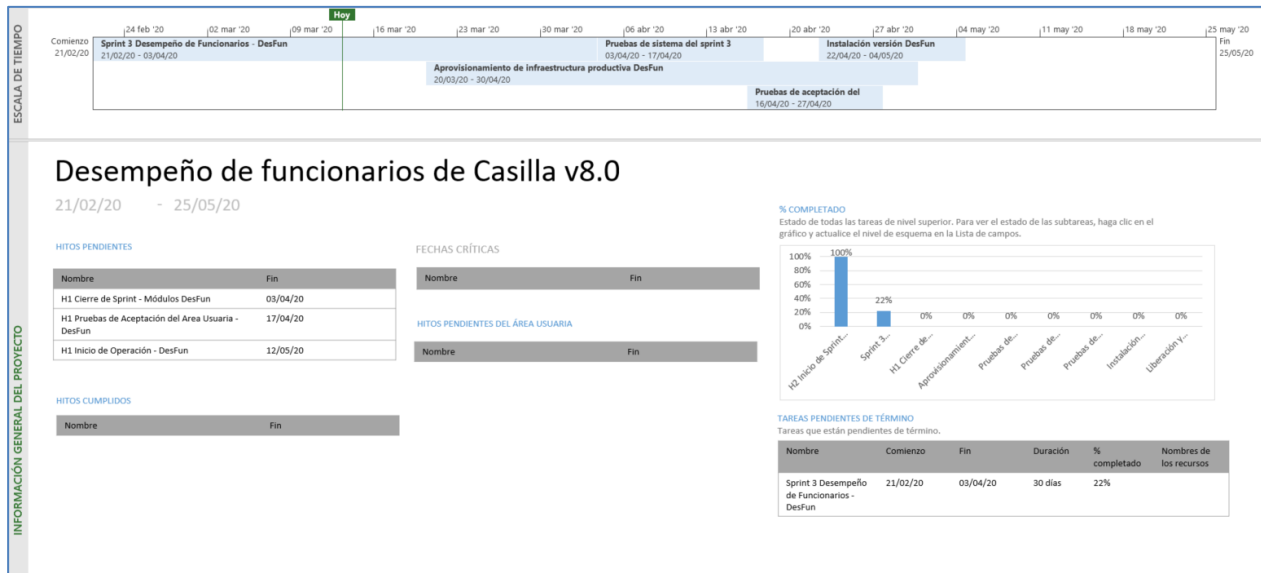 ESCALA DE TIEMPO
Hoy
24 feb '20 02 mar '20 09 mar '20 16 mar '20 23 mar '20 30 mar '20 06 abr '20 13 abr '20 20 abr '20 27 abr '20 04 may '20 11 may '20 18 may '20 25 may '20
Comienzo
21/02/20
Sprint 3 Desempeño de Funcionarios - DesFun
21/02/20 - 03/04/20
Pruebas de sistema del sprint 3
03/04/20 - 17/04/20
Instalación versión DesFun
22/04/20 - 04/05/20
Fin
25/05/20
Aprovisionamiento de infraestructura productiva DesFun
20/03/20 - 30/04/20
Pruebas de aceptación del
16/04/20 - 27/04/20
INFORMACIÓN GENERAL DEL PROYECTO
Desempeño de funcionarios de Casilla v8.0
21/02/20 - 25/05/20
HITOS PENDIENTES
Nombre Fin
H1 Cierre de Sprint - Módulos DesFun 03/04/20
H1 Pruebas de Aceptación del Area Usuaria - 17/04/20
DesFun
H1 Inicio de Operación - DesFun 12/05/20
HITOS CUMPLIDOS
Nombre Fin
FECHAS CRÍTICAS
Nombre Fin
HITOS PENDIENTES DEL ÁREA USUARIA
Nombre Fin
% COMPLETADO
Estado de todas las tareas de nivel superior. Para ver el estado de las subtareas, haga clic en el
gráfico y actualice el nivel de esquema en la Lista de campos.
100%
80%
60%
40%
20%
0%
100% 22% 0% 0% 0% 0% 0% 0% 0%
H2 Inicio de Sprint...
Sprint 3...
H1 Cierre de...
Aprovisionamient...
Pruebas de...
Pruebas de...
Pruebas de...
Instalación...
Liberación y...
TAREAS PENDIENTES DE TÉRMINO
Tareas que están pendientes de término.
Nombre Comienzo Fin Duración % Nombres de
completado los recursos
Sprint 3 Desempeño 21/02/20 03/04/20 30 días 22%
de Funcionarios -
DesFun